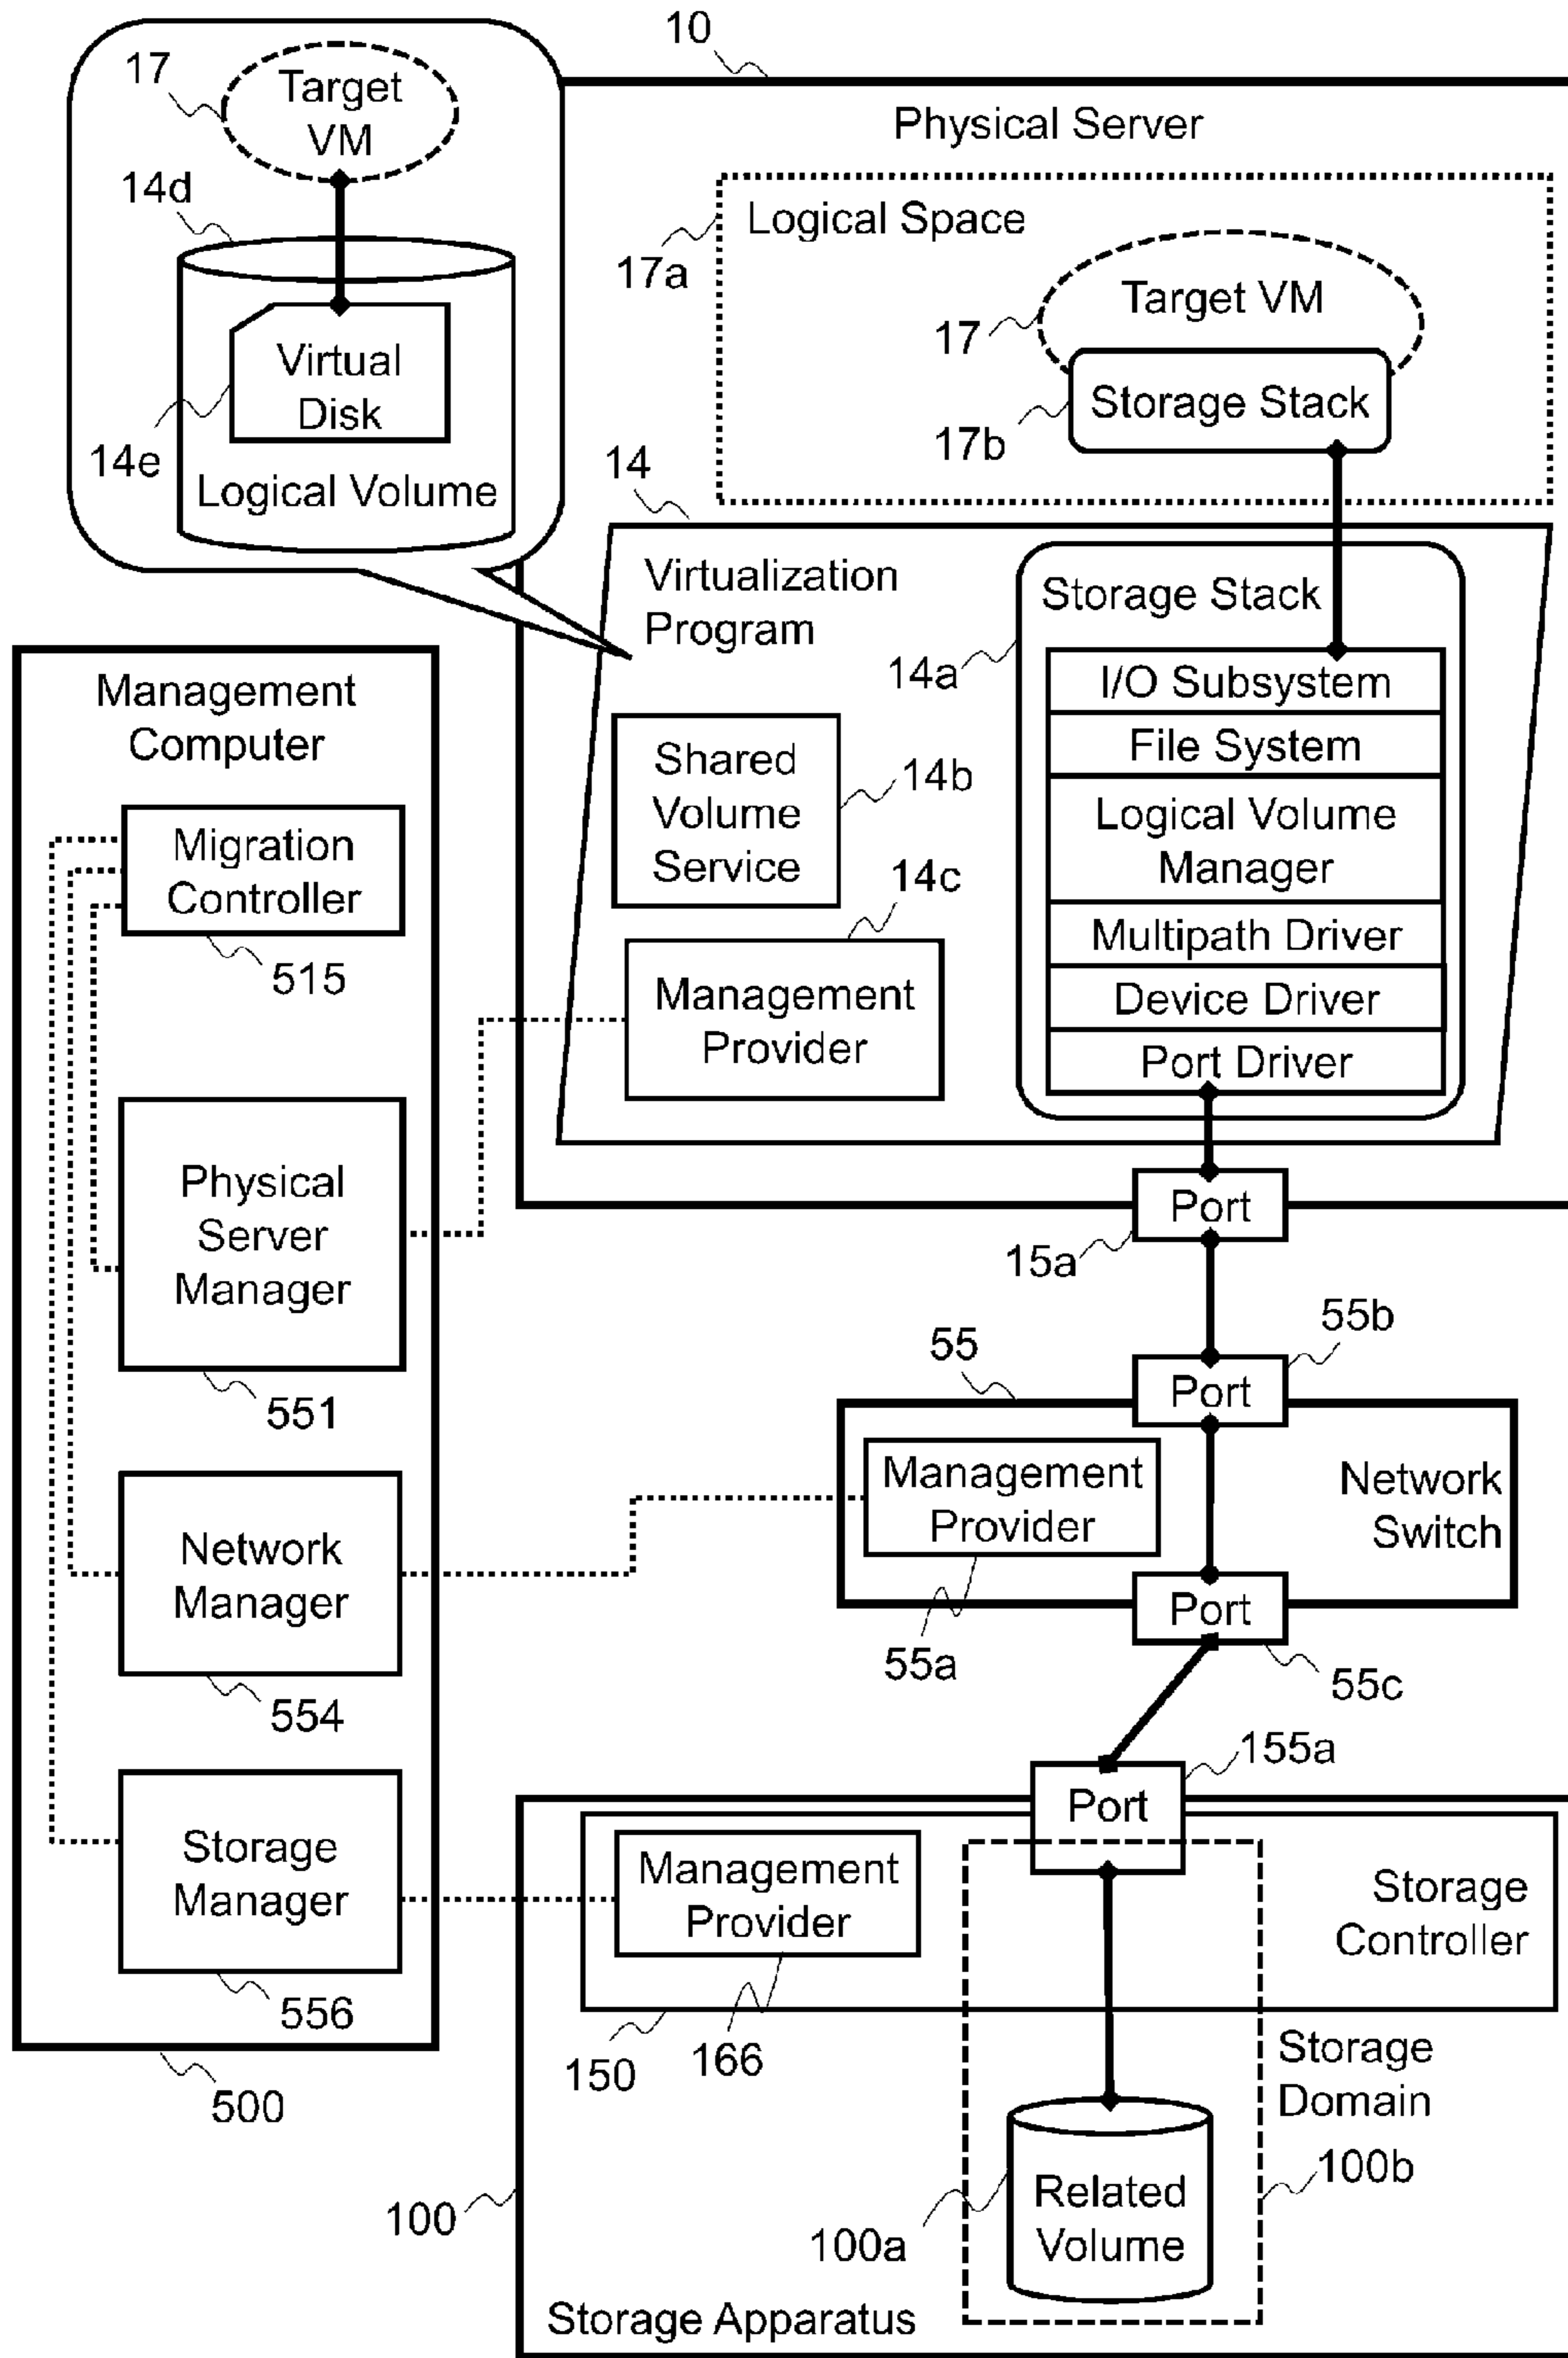 10
17
Target
VM
14d
Virtual
Disk
14e
Logical Volume
Physical Server
Logical Space
17a
Target VM
17
Storage Stack
17b
14
Virtualization
Program
Storage Stack
14a
I/O Subsystem
File System
Logical Volume
Manager
Multipath Driver
Device Driver
Port Driver
Shared
Volume
Service
14b
14c
Management
Provider
Management
Computer
Migration
Controller
515
Physical
Server
Manager
551
Network
Manager
554
Storage
Manager
556
500
Port
15a
55b
55
Port
Management
Provider
Network
Switch
55a
Port
55c
155a
Port
Management
Provider
Storage
Controller
150
166
Storage
Domain
100b
100
100a
Related
Volume
Storage Apparatus